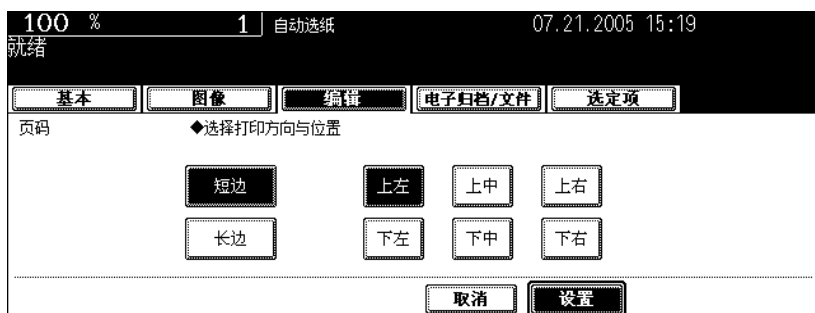 100 % 1 自动选纸 07.21.2005 15:19
就绪
基本 图像 编辑 电子归档/文件 选定项
页码 ◆选择打印方向与位置
短边 上左 上中 上右
长边 下左 下中 下右
取消 设置